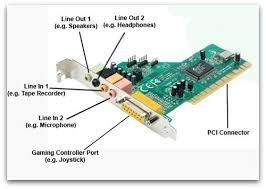 Line Out 1
(e.g. Speakers)
Line Out 2
(e.g. Headphones)
Line In 1
(e.g. Tape Recorder)
Line In 2
(e.g. Microphone)
Gaming Controller Port
(e.g. Joystick)
PCI Connector